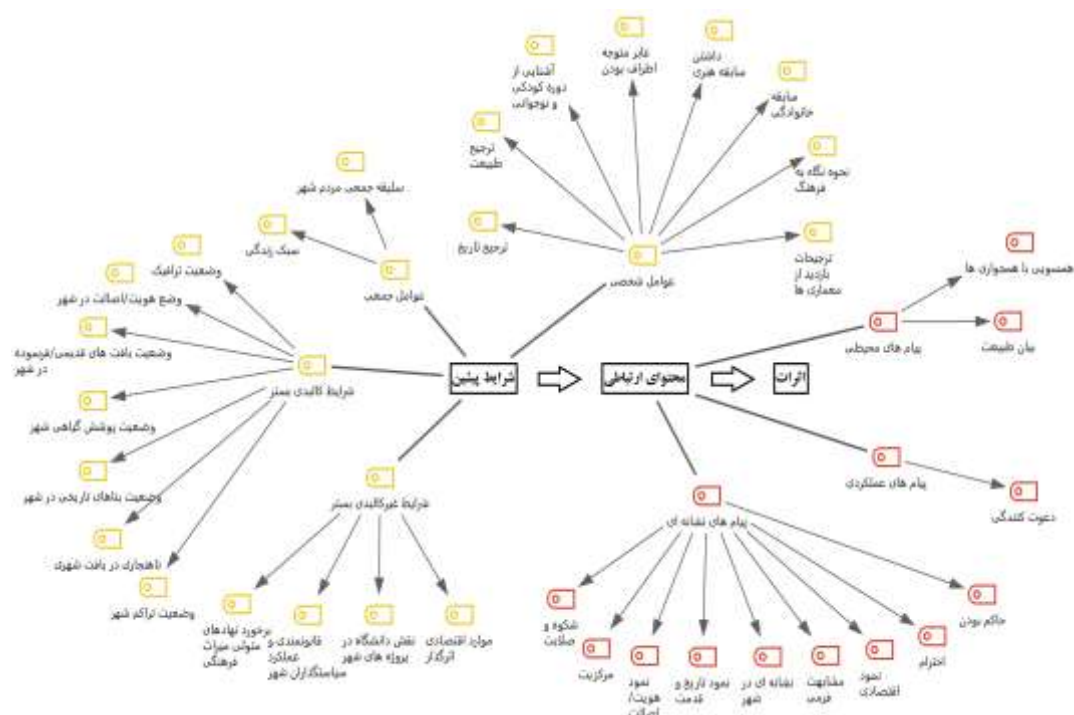 عابر متوجه
اطراف بودن
داشتن
سابقه هنری
آشنایی از
دوره کودکی
و نوجوانی
سابقه
خانوادگی
ترجیح
طبیعت
نحوه نگاه به
فرهنگ
ترجیح تاریخ
ترجیحات
بازدید از
معماری ها
عوامل شخصی
سلیقه جمعی مردم شهر
سبک زندگی
عوامل جمعی
وضعیت ترافیک
وضع هویت/اصالت در شهر
وضعیت بافت های قدیمی/فرسوده
در شهر
شرایط کالبدی بستر
وضعیت پوشش گیاهی شهر
وضعیت بناهای تاریخی در شهر
ناهنجاری در بافت شهری
وضعیت تراکم شهر
شرایط پیشین
محتوای ارتباطی
اثرات
همسویی با همجواری ها
پیام های محیطی
بیان طبیعت
پیام های عملکردی
دعوت کنندگی
شرایط غیرکالبدی بستر
برخورد نهادهای
متولی میراث
فرهنگی
قانونمندی و
عملکرد
سیاستگذاران شهر
نقش دانشگاه در
پروژه های شهر
موارد اقتصادی
اثرگذار
پیام های نشانه ای
شکوه و
صلابت
مرکزیت
نمود
هویت/
اصالت
نمود تاریخ و
قدمت
نشانه ای در
شهر
مشابهت
فرمی
نمود
اقتصادی
احترام
حاکم بودن